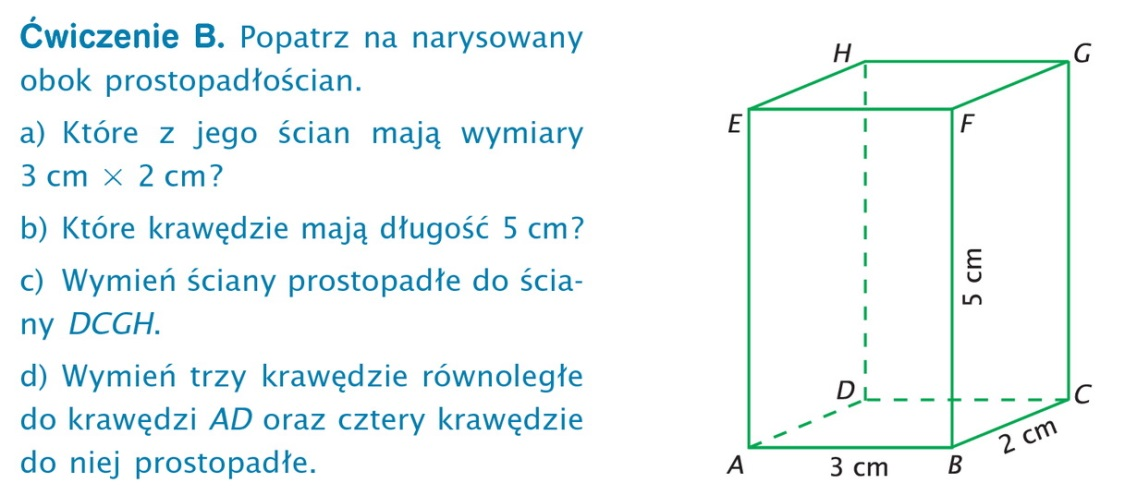 Ćwiczenie B. Popatrz na narysowany
obok prostopadłościan.
a) Które z jego ścian mają wymiary
3 cm × 2 cm?
b) Które krawędzie mają długość 5 cm?
c) Wymień ściany prostopadłe do ścia-
ny DCGH.
d) Wymień trzy krawędzie równoległe
do krawędzi AD oraz cztery krawędzie
do niej prostopadłe.
H
G
E
F
5 cm
D
C
2 cm
A
3 cm
B